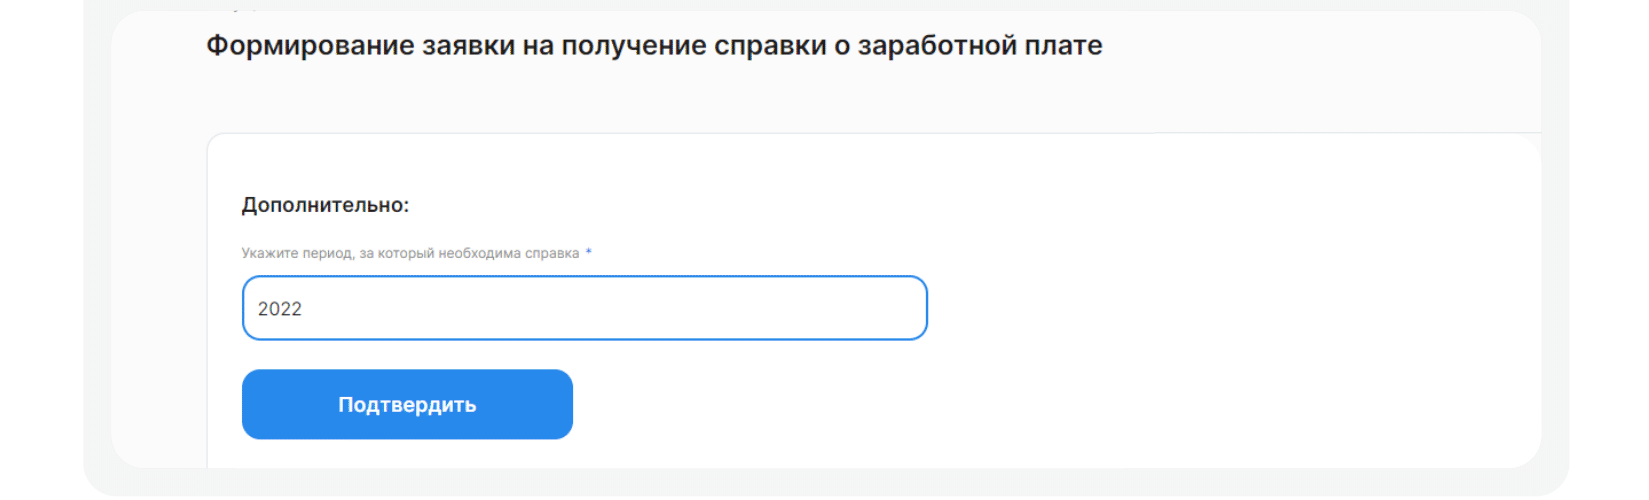 Формирование заявки на получение справки о заработной плате
Дополнительно:
Укажите период, за который необходима справка *
2022
Подтвердить